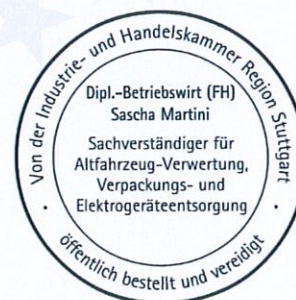 Von der Industrie- und Handelskammer Region Stuttgart
Dipl.-Betriebswirt (FH)
Sascha Martini
Sachverständiger für
Altfahrzeug-Verwertung,
Verpackungs- und
Elektrogeräteentsorgung
· öffentlich bestellt und vereidigt ·